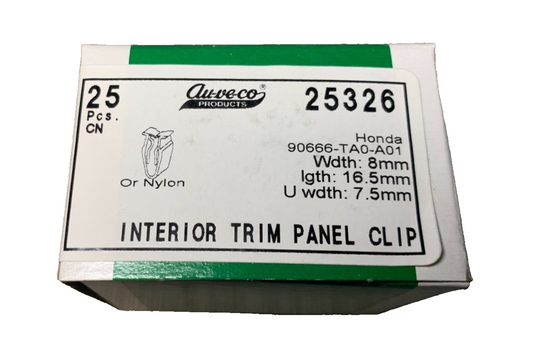 25
Pcs.
CN
au-ve-co®
PRODUCTS
25326
Honda
90666-TA0-A01
Wdth: 8mm
lgth: 16.5mm
U wdth: 7.5mm
Or Nylon
INTERIOR TRIM PANEL CLIP